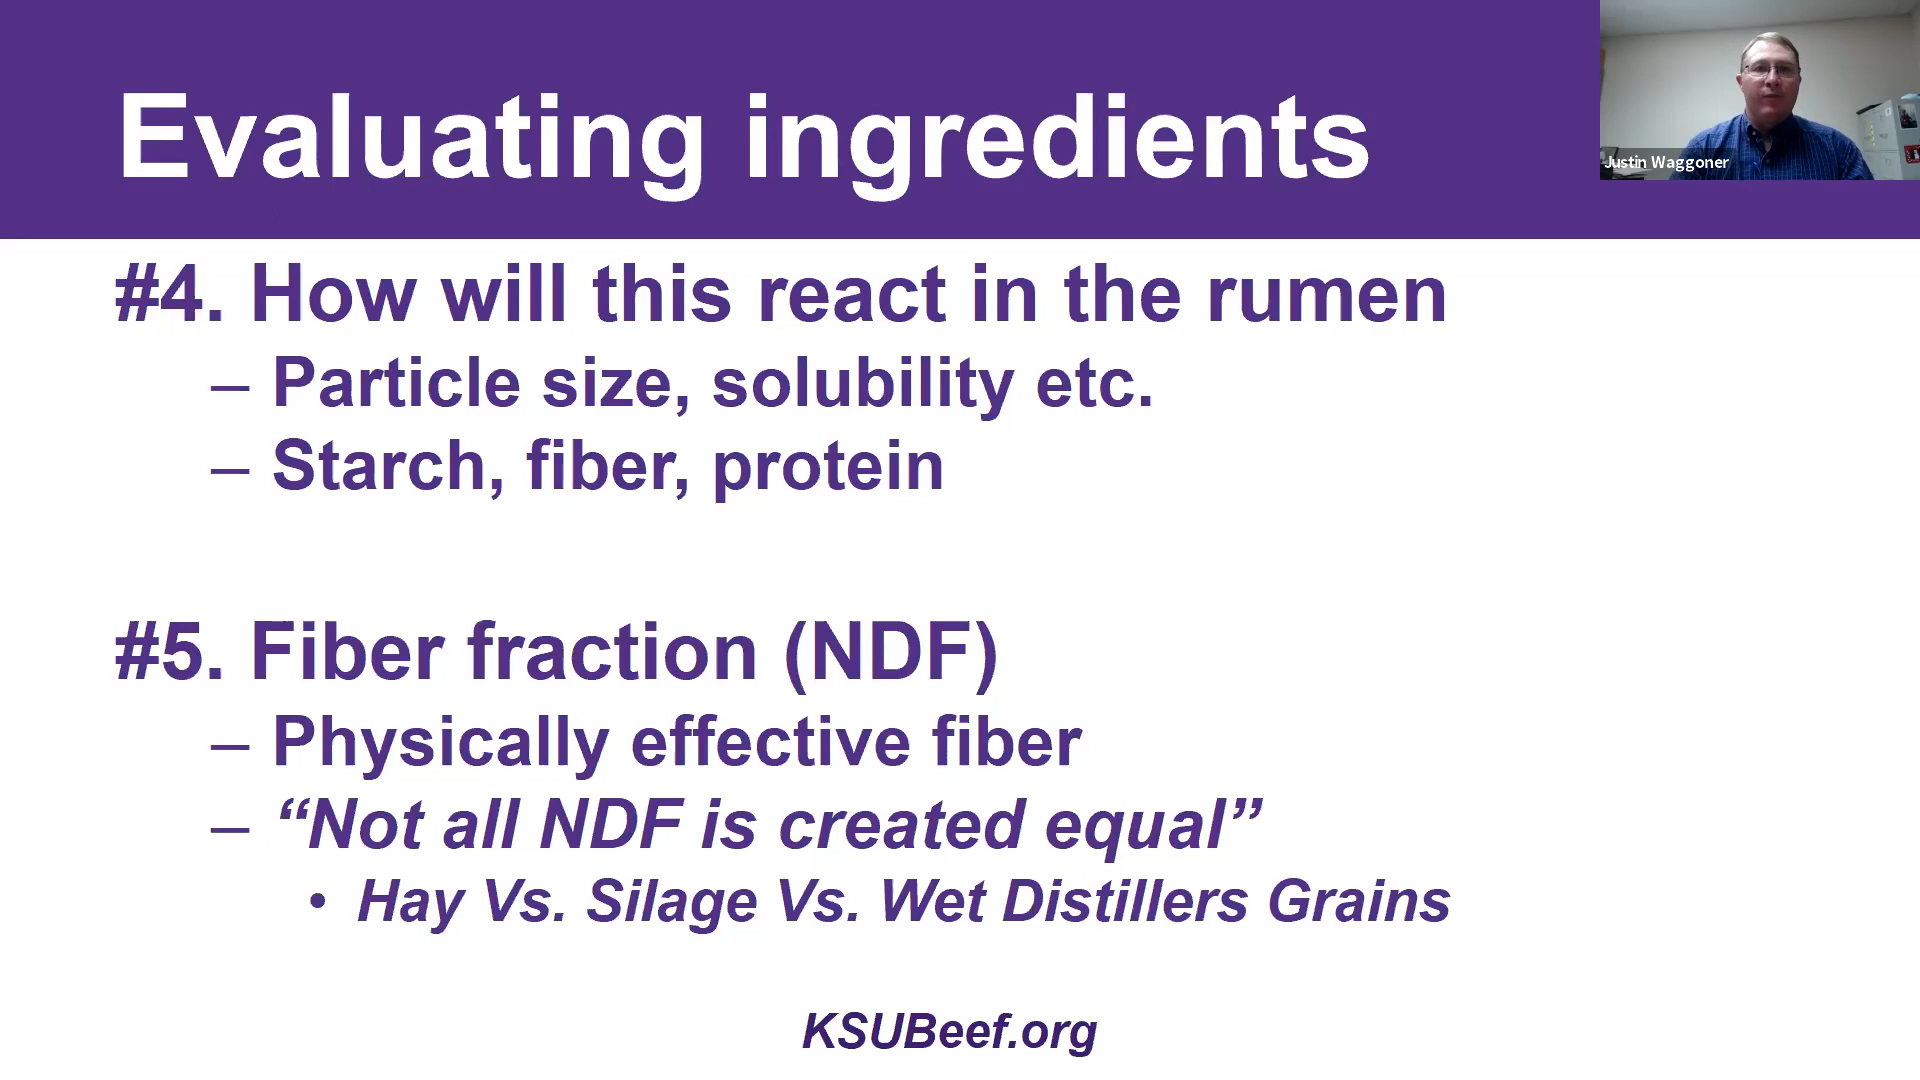 Evaluating ingredients
Justin Waggoner
#4. How will this react in the rumen
– Particle size, solubility etc.
– Starch, fiber, protein
#5. Fiber fraction (NDF)
– Physically effective fiber
– “Not all NDF is created equal”
• Hay Vs. Silage Vs. Wet Distillers Grains
KSUBeef.org